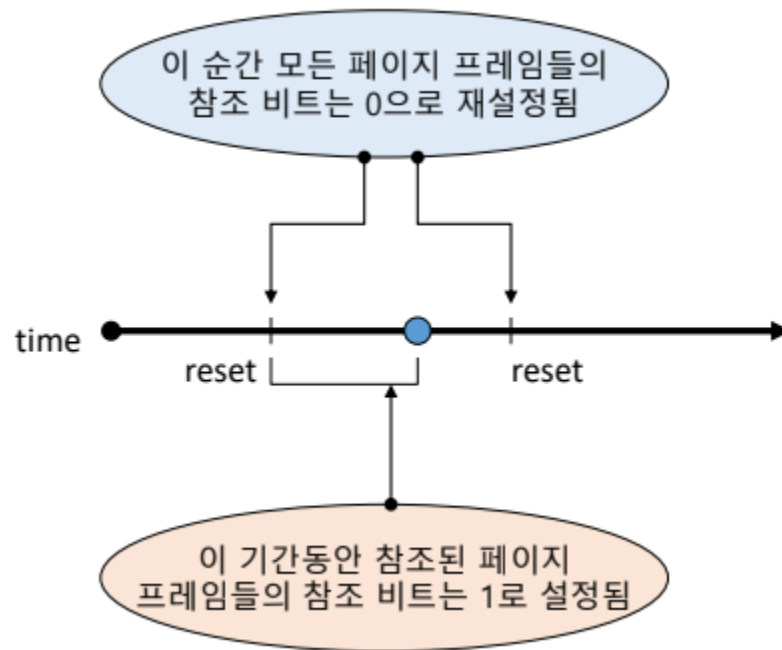 이 순간 모든 페이지 프레임들의
참조 비트는 0으로 재설정됨
time
reset
reset
이 기간동안 참조된 페이지
프레임들의 참조 비트는 1로 설정됨